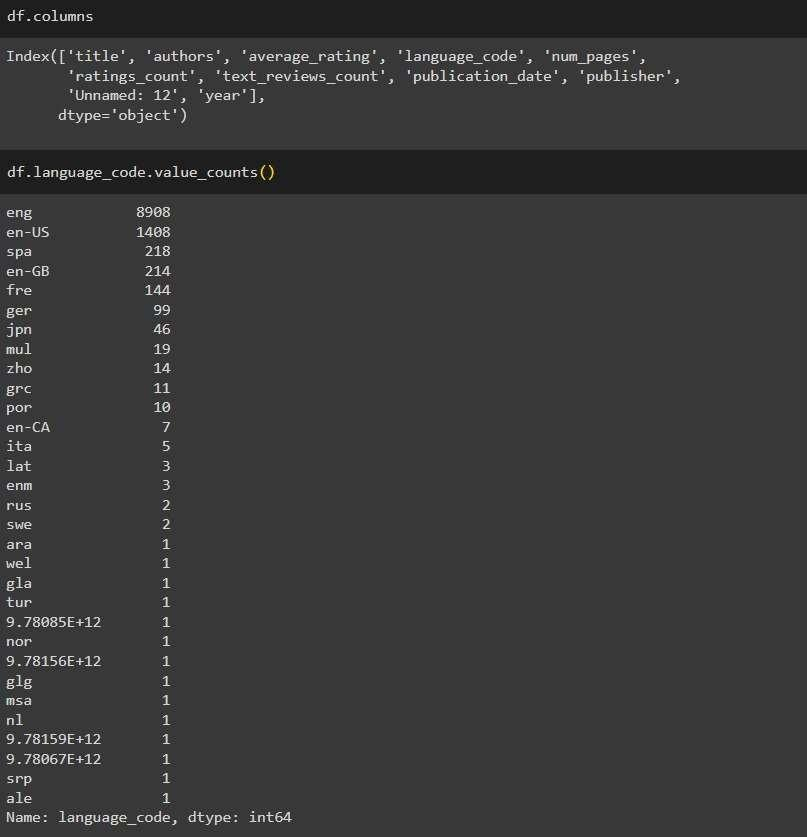 df.columns
Index(['title', 'authors', 'average_rating', 'language_code', 'num_pages',
'ratings_count', 'text_reviews_count', 'publication_date', 'publisher',
'Unnamed: 12', 'year'],
dtype='object')
df.language_code.value_counts()
eng 8908
en-US 1408
spa 218
en-GB 214
fre 144
ger 99
jpn 46
mul 19
zho 14
grc 11
por 10
en-CA 7
ita 5
lat 3
enm 3
rus 2
swe 2
ara 1
wel 1
gla 1
tur 1
9.78085E+12 1
nor 1
9.78156E+12 1
glg 1
msa 1
nl 1
9.78159E+12 1
9.78067E+12 1
srp 1
ale 1
Name: language_code, dtype: int64